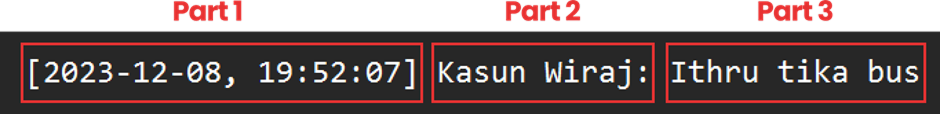 Part 1 Part 2 Part 3
[2023-12-08, 19:52:07] Kasun Wiraj: Ithru tika bus